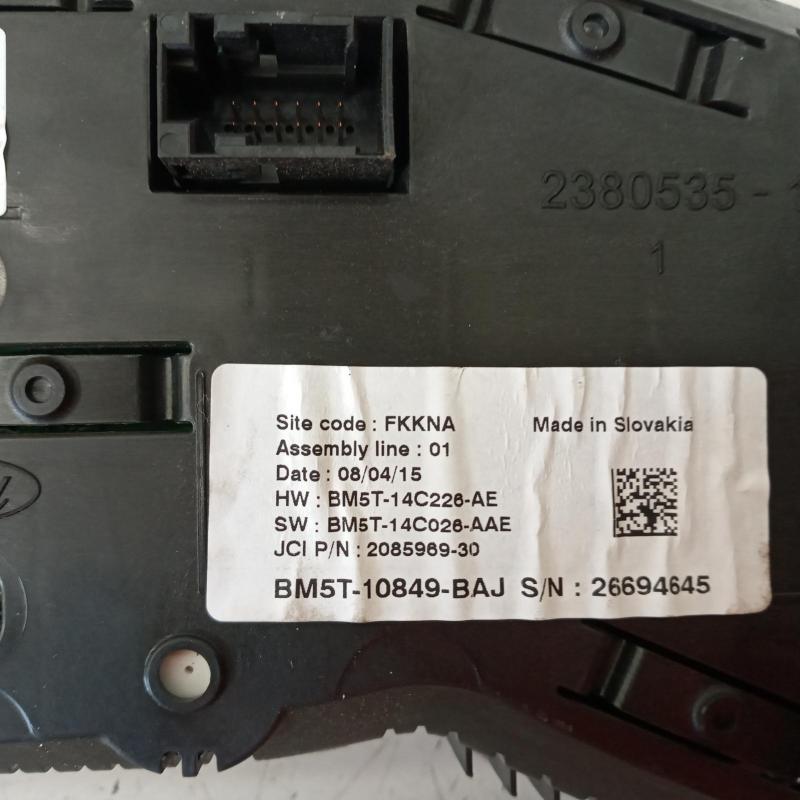 2380535 -
1
Site code : FKKNA
Made in Slovakia
Assembly line : 01
Date : 08/04/15
HW : BM5T-14C226-AE
SW : BM5T-14C026-AAE
JCI P/N : 2085969-30
BM5T-10849-BAJ S/N : 26694645